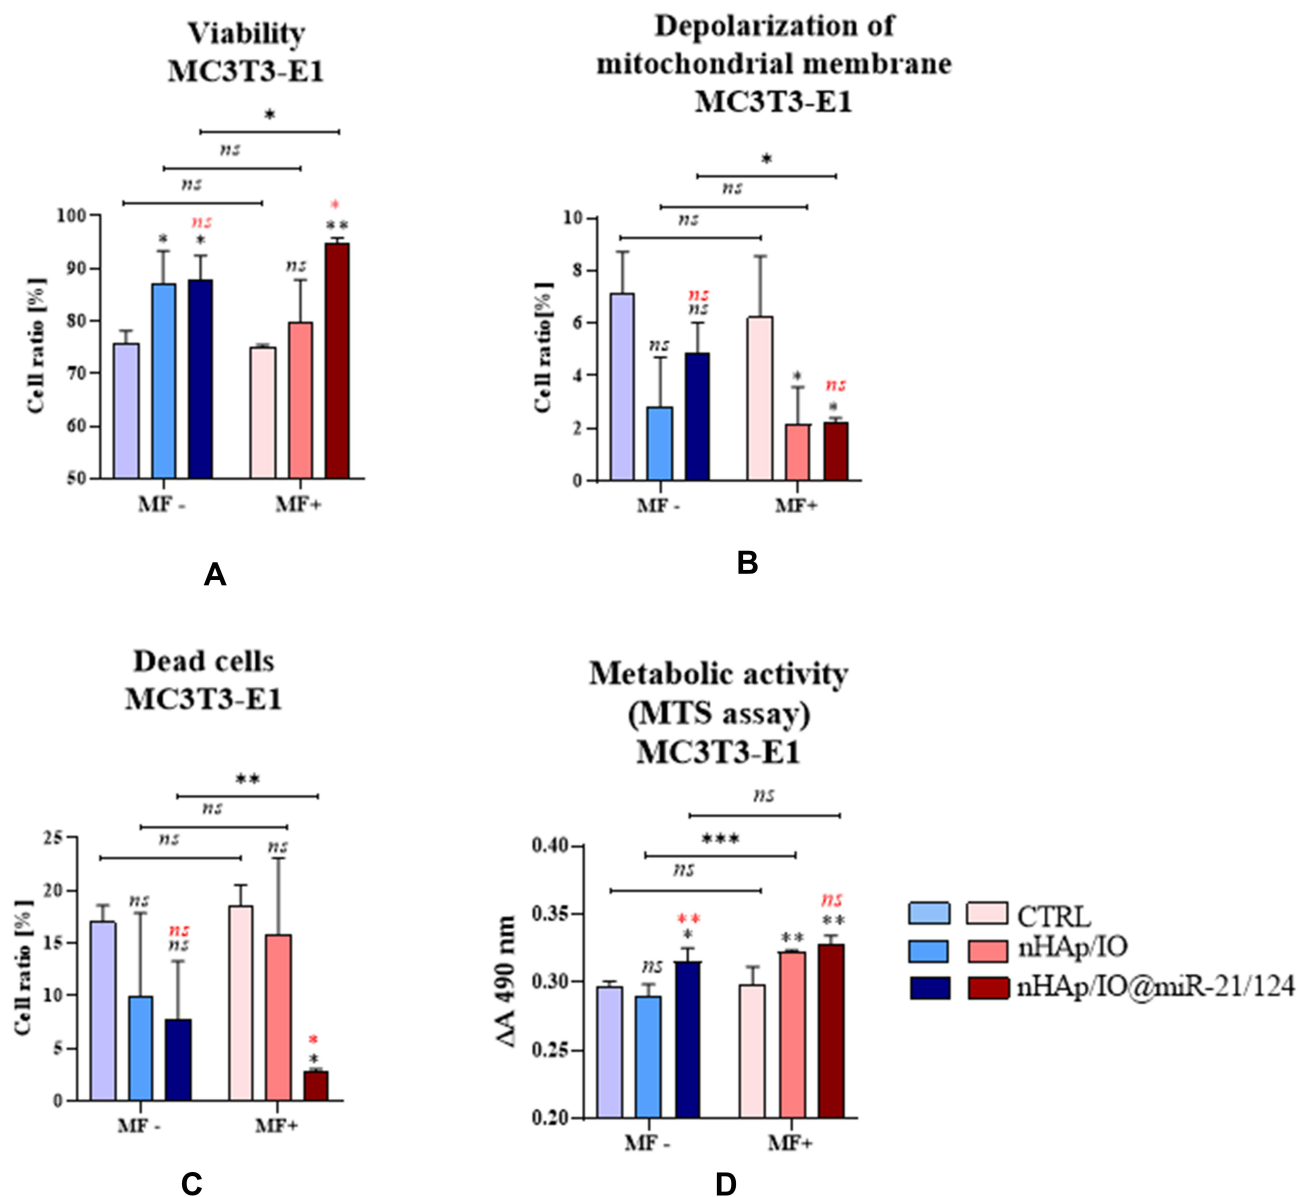 Viability
MC3T3-E1
*
ns
ns
*
ns
**
ns
*
*
ns
100
90
80
70
60
50
Cell ratio [%]
MF -
MF+
A
Depolarization of
mitochondrial membrane
MC3T3-E1
*
ns
ns
ns
ns
ns
*
ns
*
10
8
6
4
2
0
Cell ratio[%]
MF -
MF+
B
Dead cells
MC3T3-E1
**
ns
ns
ns
ns
ns
ns
*
*
25
20
15
10
5
0
Cell ratio [%]
MF -
MF+
C
Metabolic activity
(MTS assay)
MC3T3-E1
ns
***
ns
ns
**
*
**
ns
**
0.40
0.35
0.30
0.25
0.20
ΔA 490 nm
MF -
MF+
D
CTRL
nHAp/IO
nHAp/IO@miR-21/124